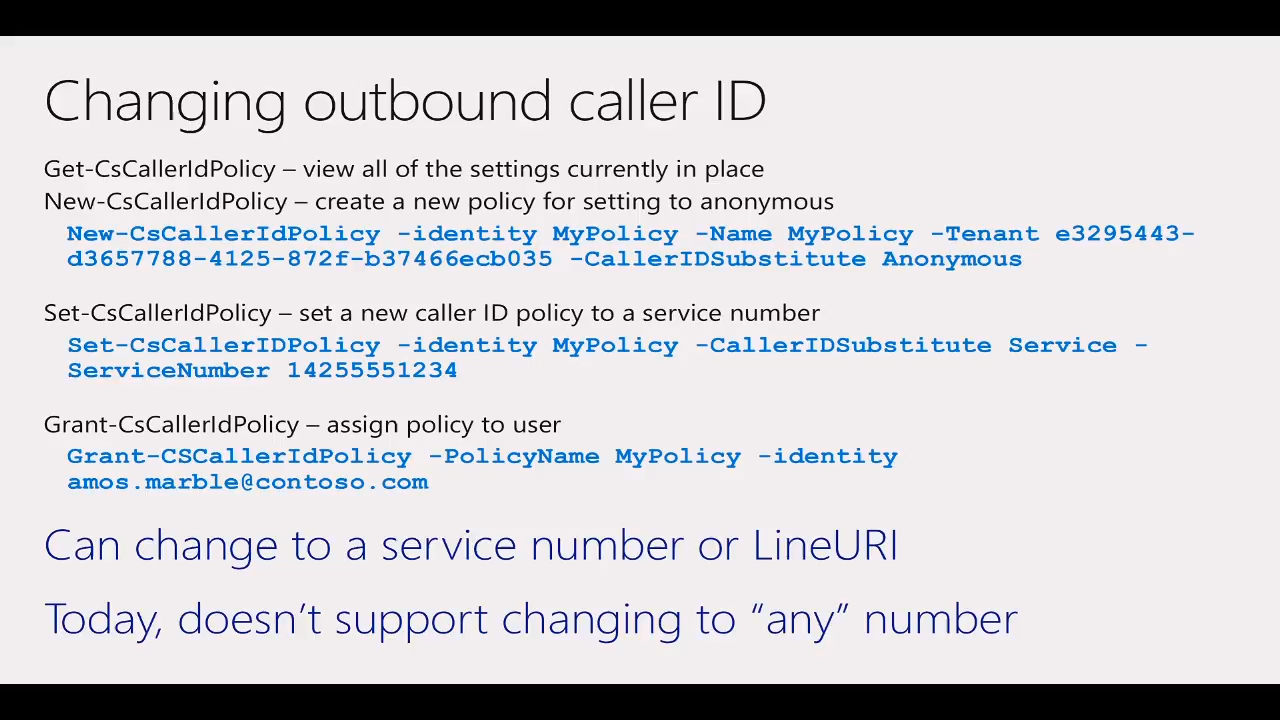 Changing outbound caller ID
Get-CsCallerIdPolicy – view all of the settings currently in place
New-CsCallerIdPolicy – create a new policy for setting to anonymous
New-CsCallerIdPolicy -identity MyPolicy -Name MyPolicy -Tenant e3295443-
d3657788-4125-872f-b37466ecb035 -CallerIDSubstitute Anonymous
Set-CsCallerIdPolicy – set a new caller ID policy to a service number
Set-CsCallerIDPolicy -identity MyPolicy -CallerIDSubstitute Service -
ServiceNumber 14255551234
Grant-CsCallerIdPolicy – assign policy to user
Grant-CSCallerIdPolicy -PolicyName MyPolicy -identity
amos.marble@contoso.com
Can change to a service number or LineURI
Today, doesn’t support changing to “any” number